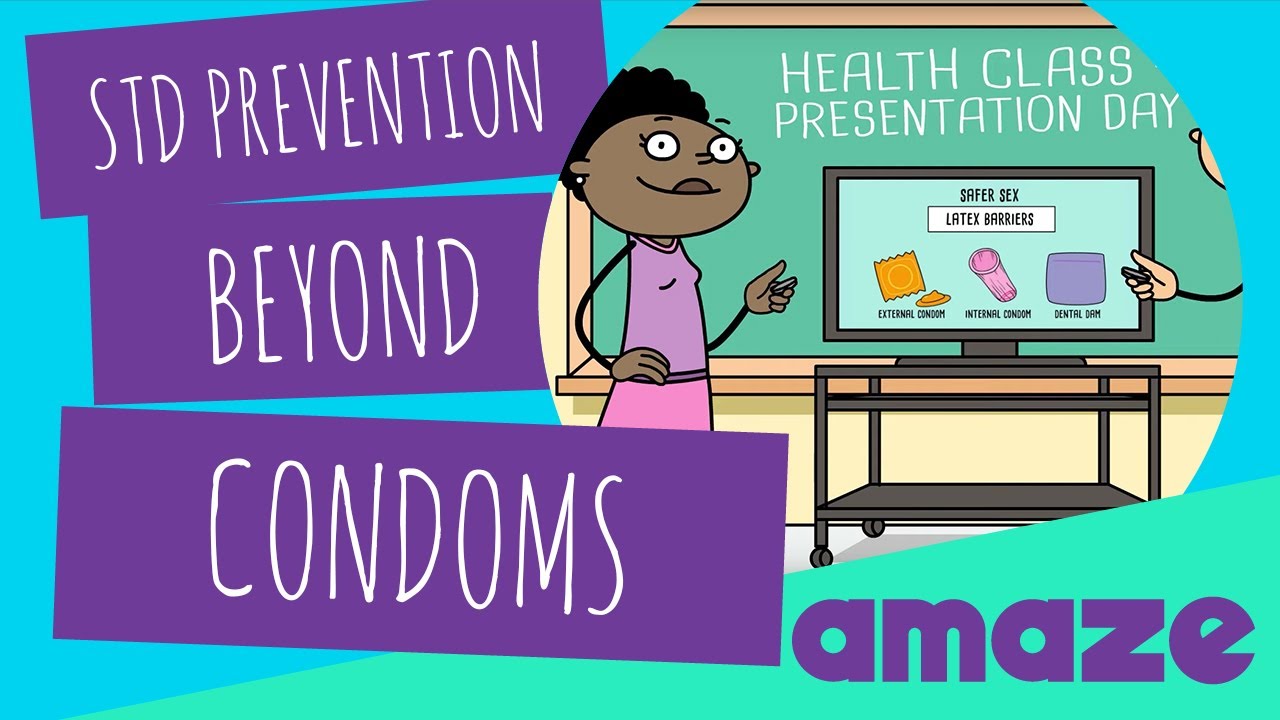 STD PREVENTION
BEYOND
CONDOMS
HEALTH CLASS
PRESENTATION DAY
SAFER SEX
LATEX BARRIERS
EXTERNAL CONDOM
INTERNAL CONDOM
DENTAL DAM
amaze